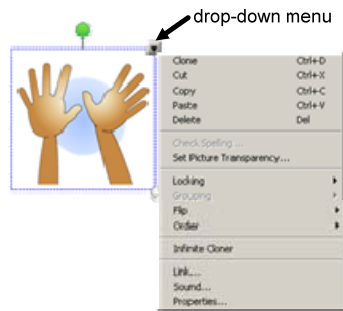 drop-down menu
Clone Ctrl+D
Cut Ctrl+X
Copy Ctrl+C
Paste Ctrl+V
Delete Del
Check Spelling ...
Set Picture Transparency...
Locking
Grouping
Flip
Order
Infinite Cloner
Link...
Sound...
Properties...